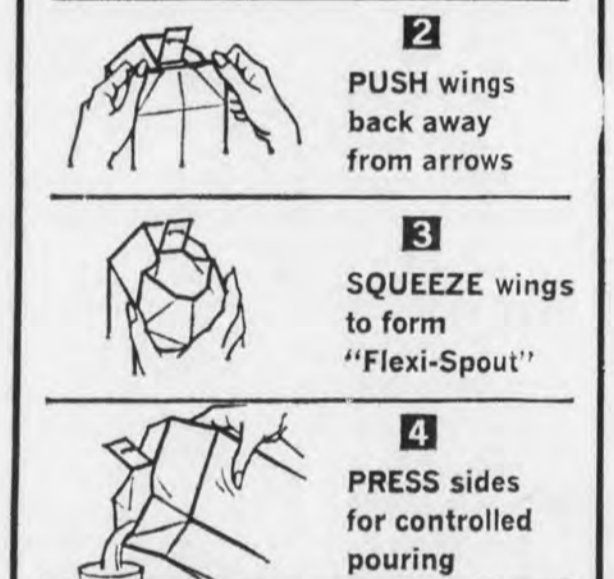 2
PUSH wings
back away
from arrows
3
SQUEEZE wings
to form
“Flexi-Spout”
4
PRESS sides
for controlled
pouring